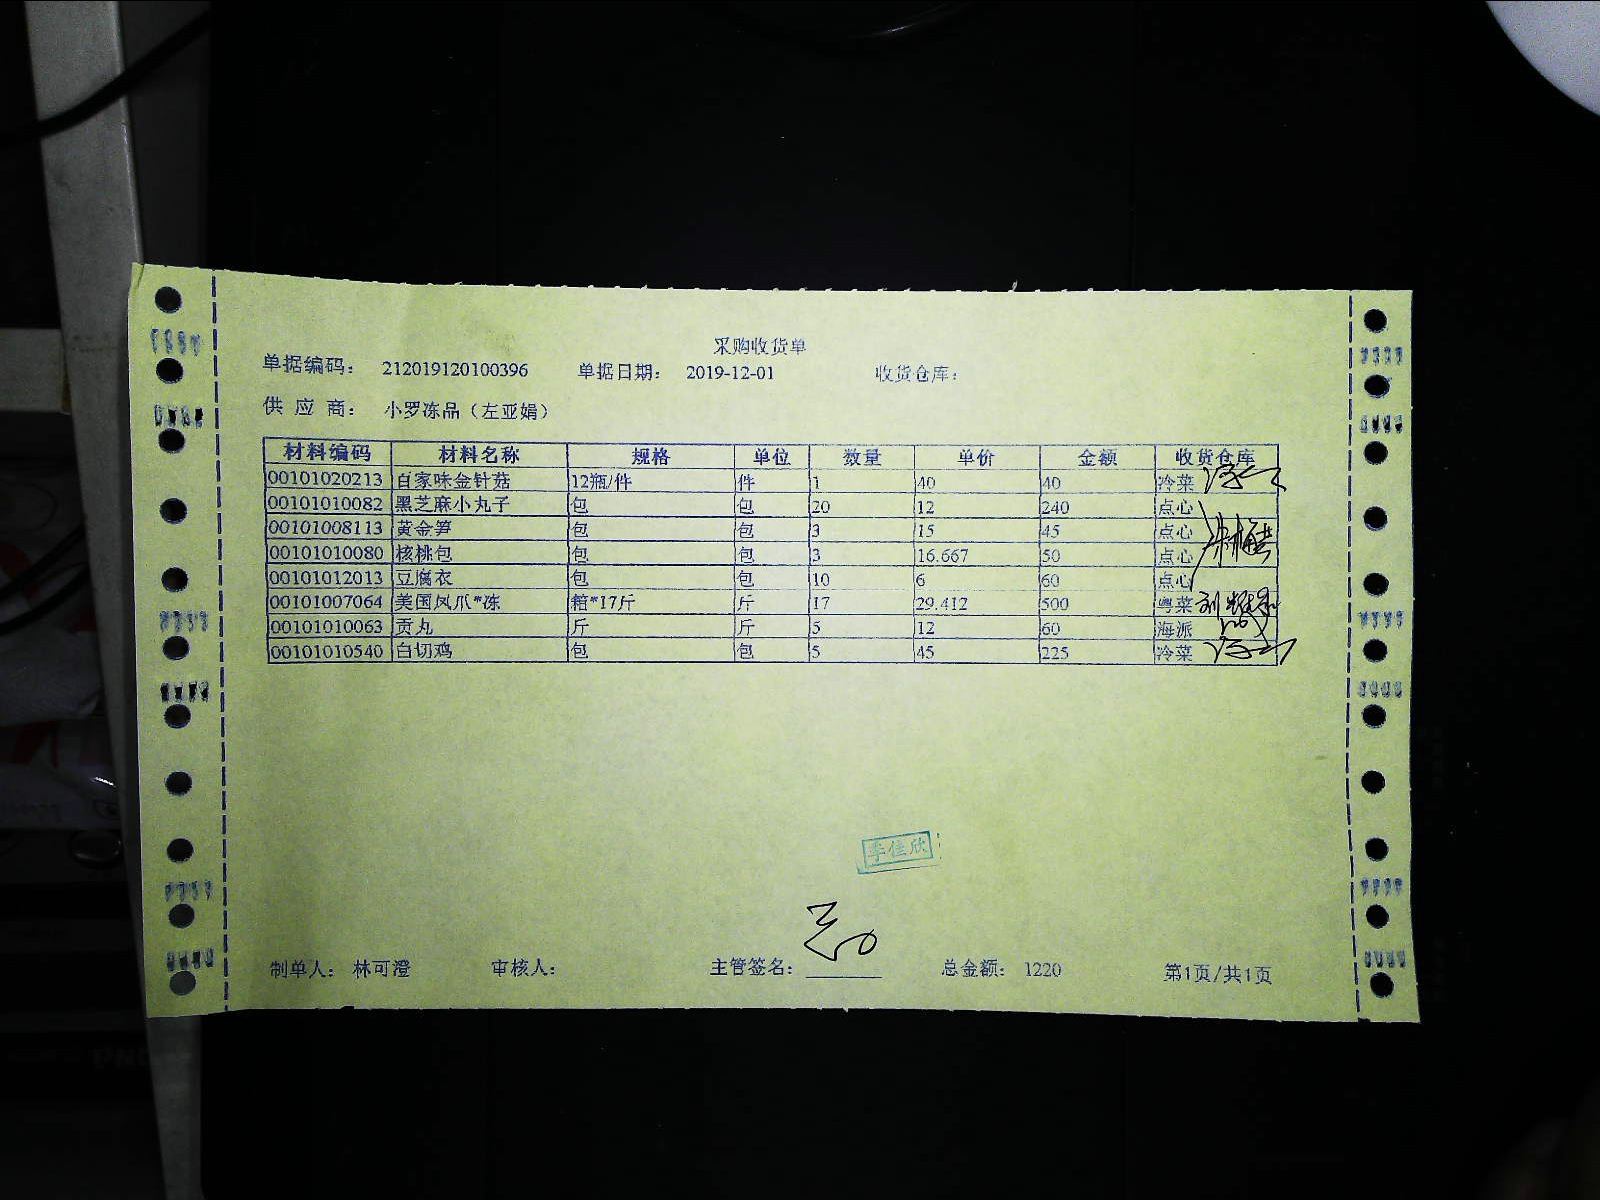 采购收货单
单据编码: 212019120100396 单据日期: 2019-12-01 收货仓库:
供 应 商: 小罗冻品（左亚娟）
材料编码 材料名称 规格 单位 数量 单价 金额 收货仓库
00101020213 百家味金针菇 12瓶/件 件 1 40 40 冷菜
00101010082 黑芝麻小丸子 包 包 20 12 240 点心
00101008113 黄金笋 包 包 3 15 45 点心
00101010080 核桃包 包 包 3 16.667 50 点心
00101012013 豆腐衣 包 包 10 6 60 点心
00101007064 美国凤爪*冻 箱*17斤 斤 17 29.412 500 粤菜
00101010063 贡丸 斤 斤 5 12 60 海派
00101010540 白切鸡 包 包 5 45 225 冷菜
李佳欣
制单人: 林可澄 审核人: 主管签名: 总金额: 1220 第1页/共1页